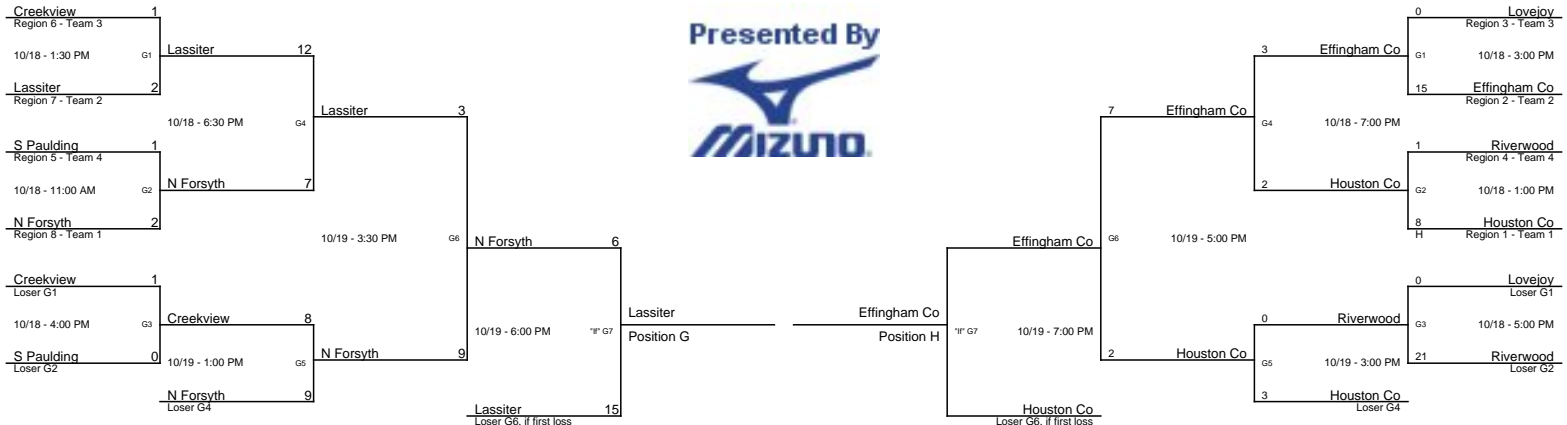 Presented By
MIZUNO
Creekview 1
Region 6 - Team 3
10/18 - 1:30 PM G1
Lassiter 2
Region 7 - Team 2
S Paulding 1
Region 5 - Team 4
10/18 - 11:00 AM G2
N Forsyth 2
Region 8 - Team 1
Creekview 1
Loser G1
10/18 - 4:00 PM G3
S Paulding 0
Loser G2
Lassiter 12
10/18 - 6:30 PM G4
N Forsyth 7
Creekview 8
10/19 - 1:00 PM G5
N Forsyth 9
Loser G4
Lassiter 3
10/19 - 3:30 PM G6
N Forsyth 9
N Forsyth 6
10/19 - 6:00 PM "If" G7
Lassiter 15
Loser G6, if first loss
Lassiter
Position G
Effingham Co
Position H
Effingham Co
"If" G7 10/19 - 7:00 PM
Houston Co
Loser G6, if first loss
7 Effingham Co
G6 10/19 - 5:00 PM
2 Houston Co
3 Effingham Co
G4 10/18 - 7:00 PM
2 Houston Co
0 Riverwood
G5 10/19 - 3:00 PM
3 Houston Co
Loser G4
0 Lovejoy
Region 3 - Team 3
G1 10/18 - 3:00 PM
15 Effingham Co
Region 2 - Team 2
1 Riverwood
Region 4 - Team 4
G2 10/18 - 1:00 PM
8 Houston Co
H Region 1 - Team 1
0 Lovejoy
Loser G1
G3 10/18 - 5:00 PM
21 Riverwood
Loser G2